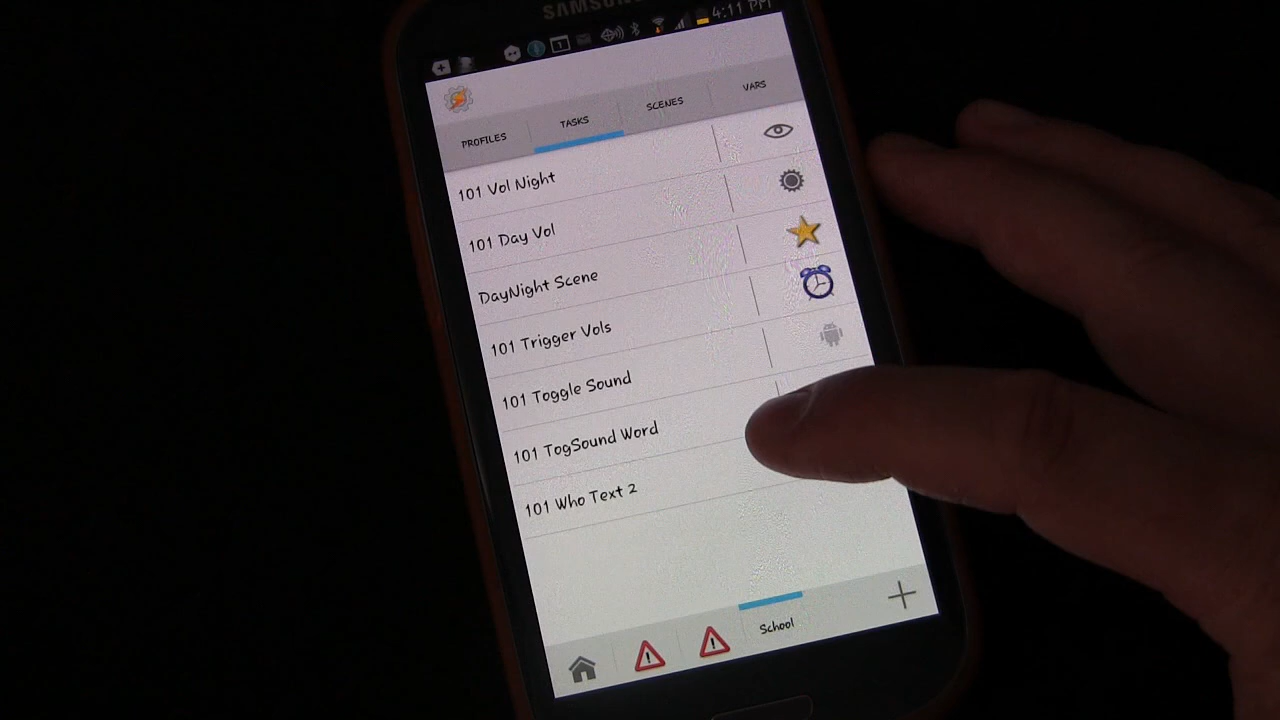 SAMSUNG
1
4:11 PM
PROFILES
TASKS
SCENES
VARS
101 Vol Night
101 Day Vol
DayNight Scene
101 Trigger Vols
101 Toggle Sound
101 TogSound Word
101 Who Text 2
School